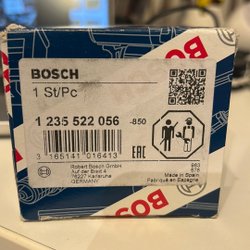 BOSCH
1 St/Pc
1 235 522 056 -850
3 165141 016413
EAC
Robert Bosch GmbH
Auf der Breit 4
76227 Karlsruhe
GERMANY
Made in Spain
Fabriqué en Espagne